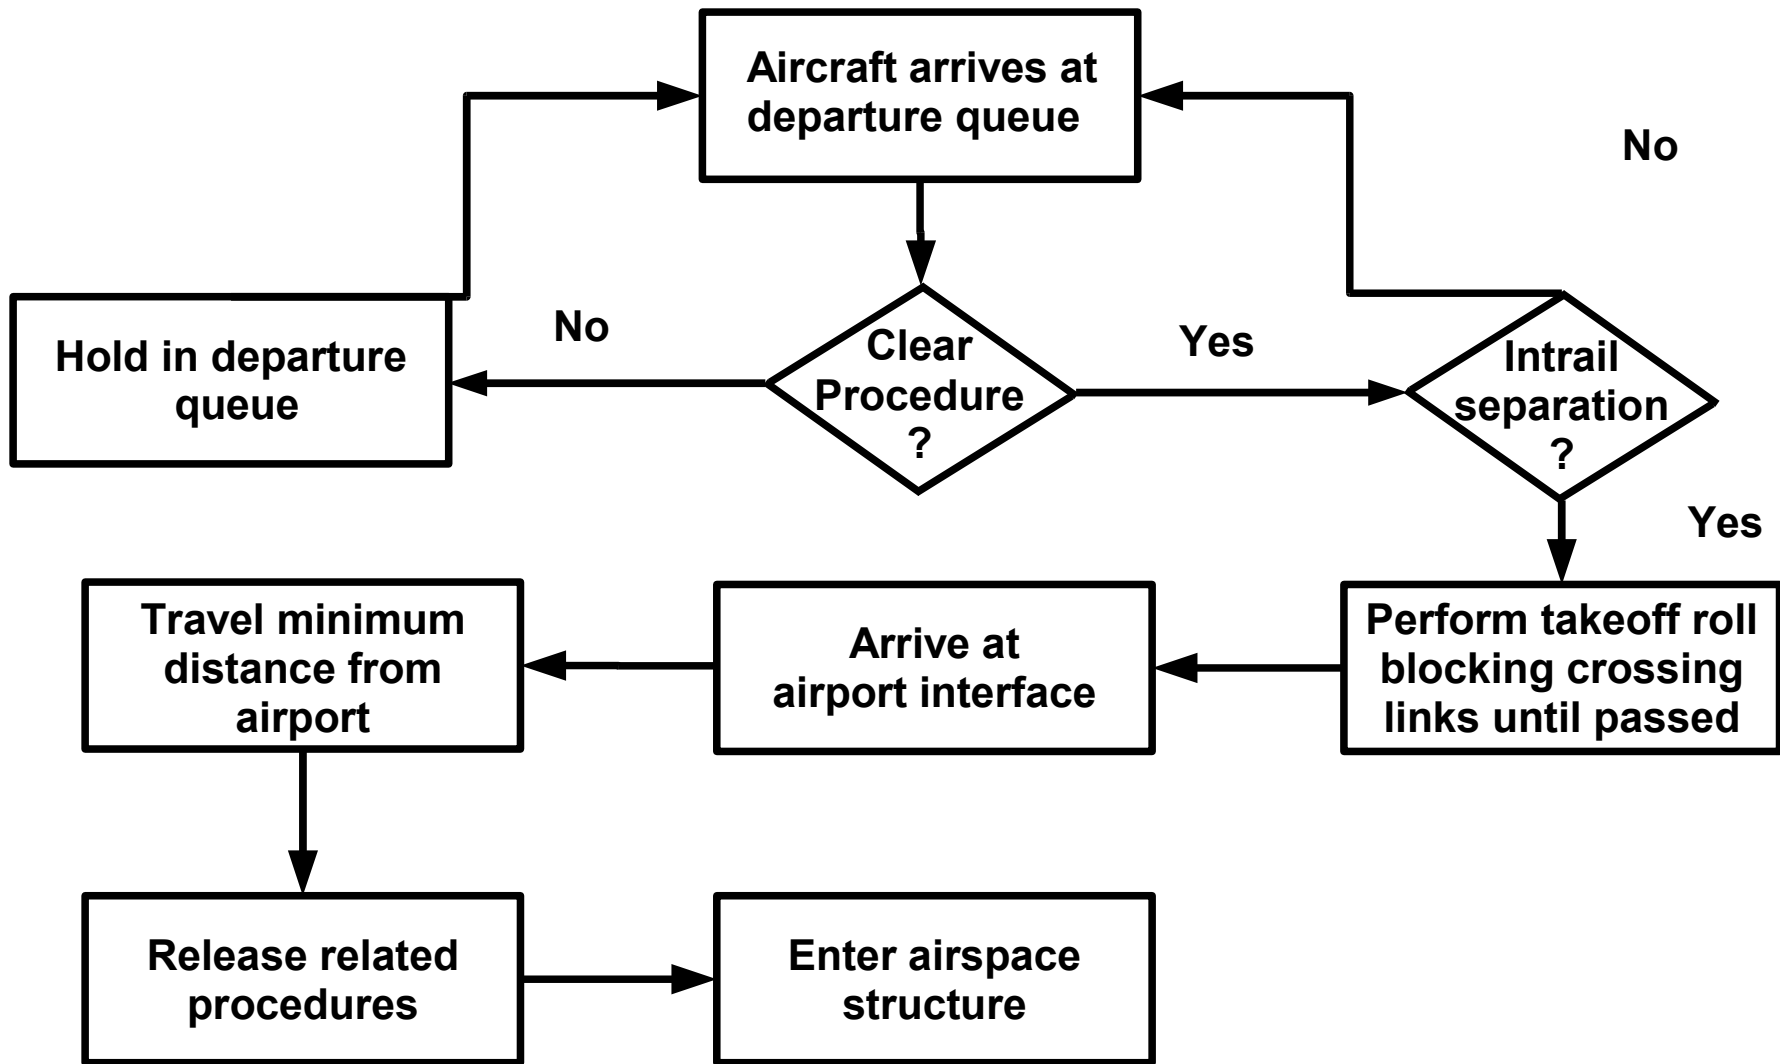 Aircraft arrives at
departure queue
No
Hold in departure
queue
No
Clear
Procedure
?
Yes
Intrail
separation
?
Yes
Travel minimum
distance from
airport
Arrive at
airport interface
Perform takeoff roll
blocking crossing
links until passed
Release related
procedures
Enter airspace
structure